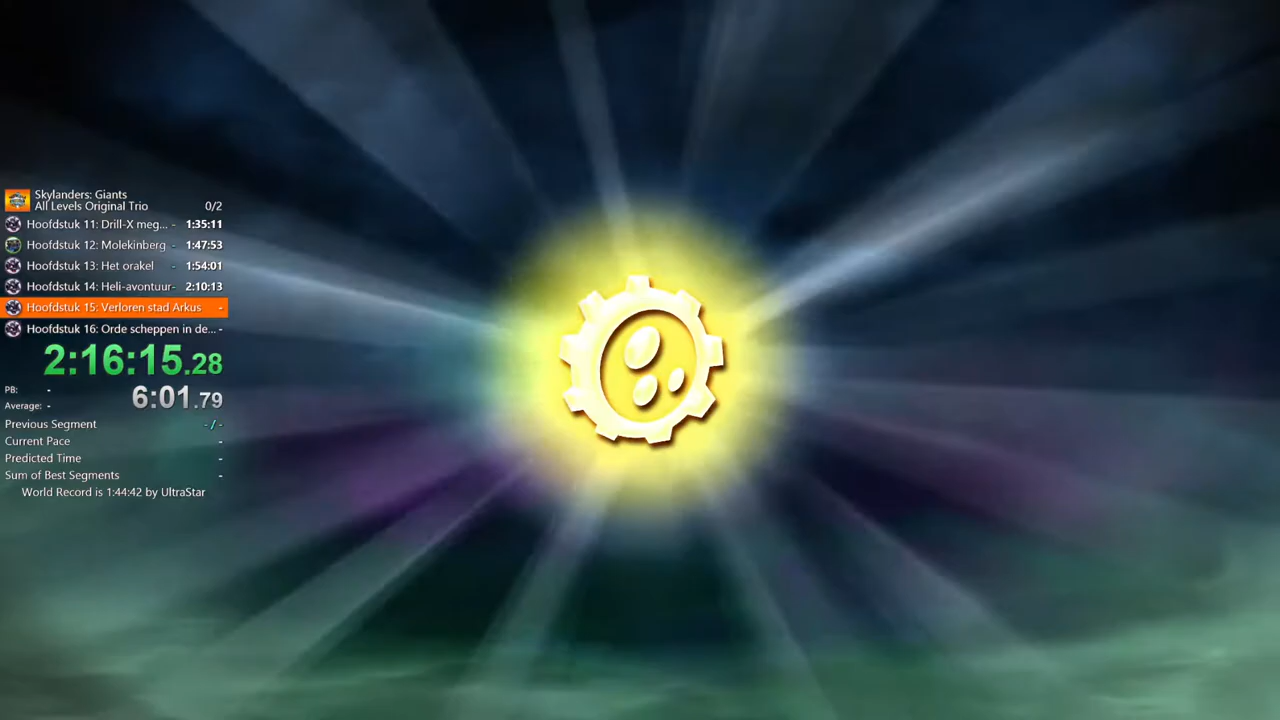 Skylanders: Giants
All Levels Original Trio 0/2
Hoofdstuk 11: Drill-X meg... - 1:35:11
Hoofdstuk 12: Molekinberg - 1:47:53
Hoofdstuk 13: Het orakel - 1:54:01
Hoofdstuk 14: Heli-avontuur- 2:10:13
Hoofdstuk 15: Verloren stad Arkus -
Hoofdstuk 16: Orde scheppen in de... -
2:16:15.28
PB: -
6:01.79
Average: -
Previous Segment - / -
Current Pace -
Predicted Time -
Sum of Best Segments -
World Record is 1:44:42 by UltraStar